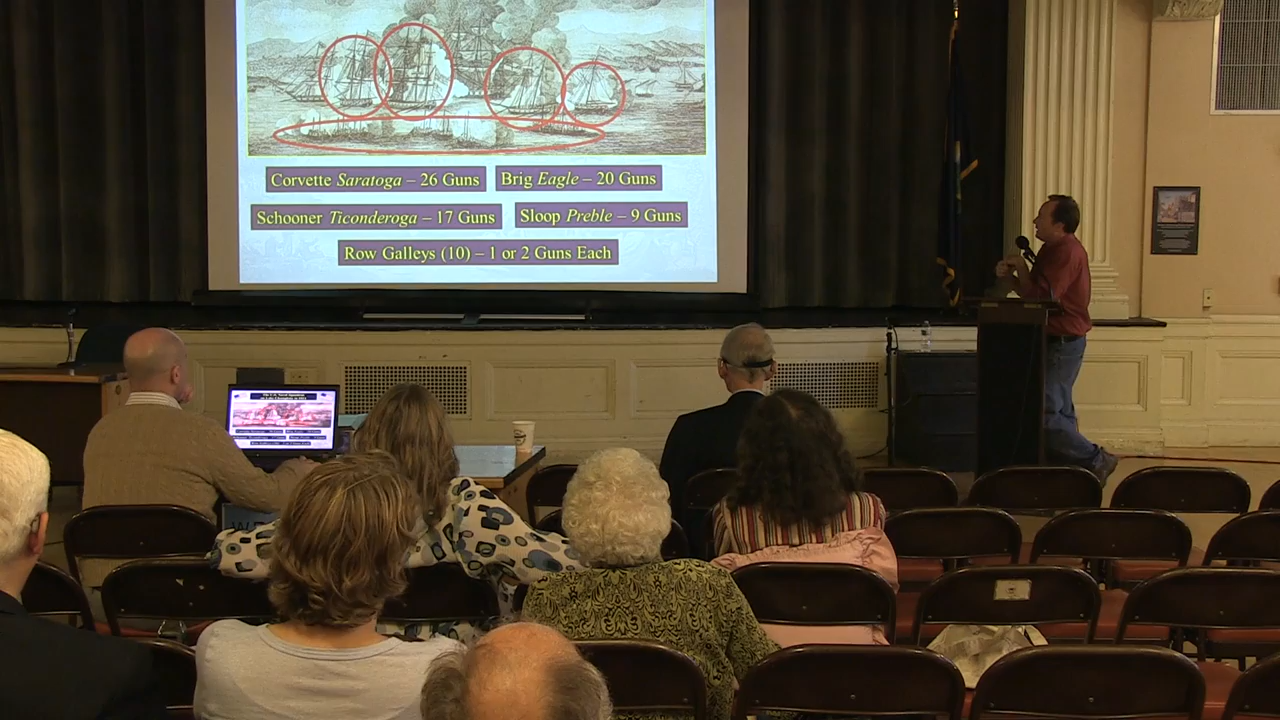 Corvette Saratoga – 26 Guns
Brig Eagle – 20 Guns
Schooner Ticonderoga – 17 Guns
Sloop Preble – 9 Guns
Row Galleys (10) – 1 or 2 Guns Each